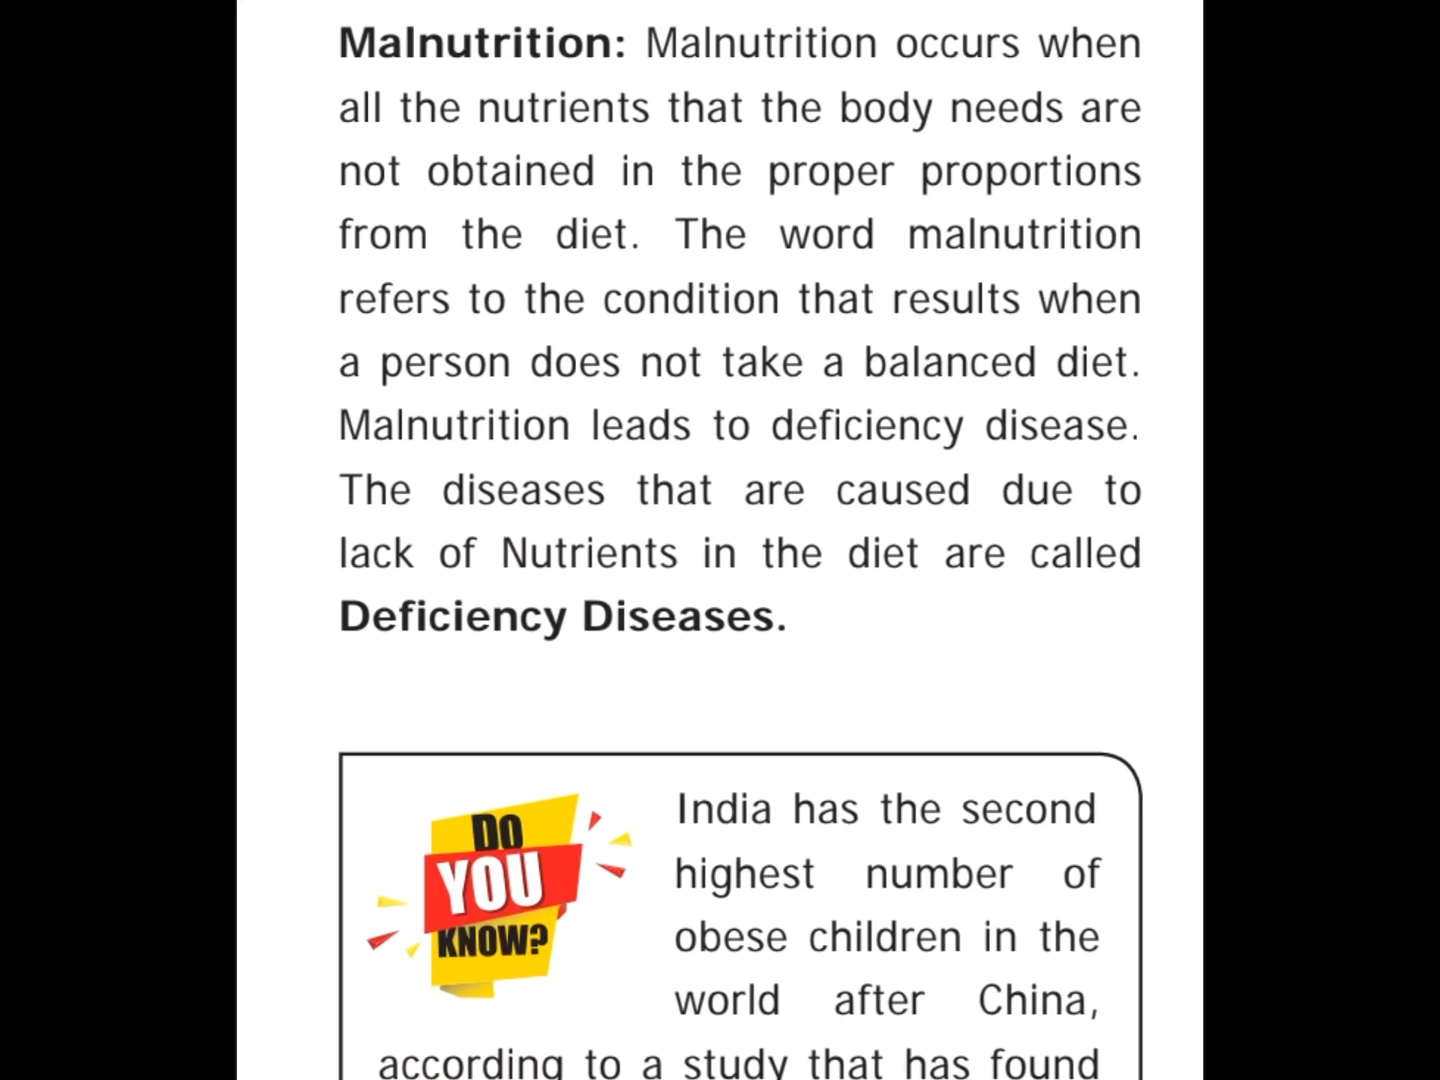 Malnutrition: Malnutrition occurs when
all the nutrients that the body needs are
not obtained in the proper proportions
from the diet. The word malnutrition
refers to the condition that results when
a person does not take a balanced diet.
Malnutrition leads to deficiency disease.
The diseases that are caused due to
lack of Nutrients in the diet are called
Deficiency Diseases.
DO
YOU
KNOW?
India has the second
highest number of
obese children in the
world after China,
according to a study that has found